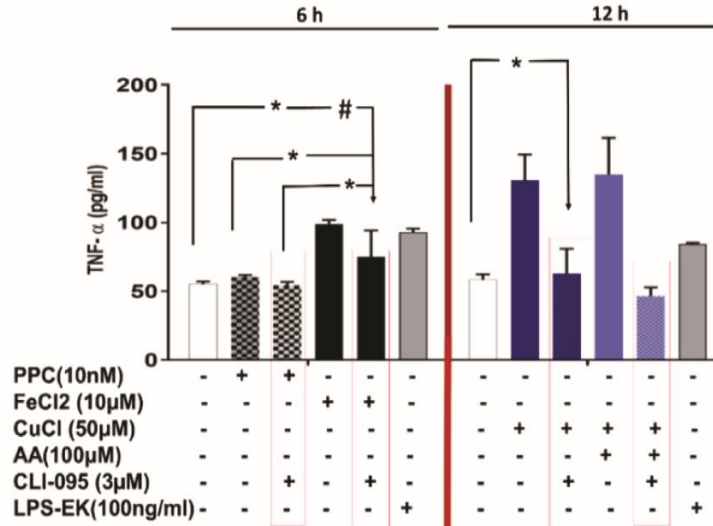 6 h 12 h
200
150
100
50
0
TNF- α (pg/ml)
* #
*
*
*
PPC(10nM) - + + - - - - - - - - -
FeCl2 (10µM) - - - + + - - - - - - -
CuCl (50µM) - - - - - - - + + + + -
AA(100µM) - - - - - - - - - + + -
CLI-095 (3µM) - - + - + - - - + - + -
LPS-EK(100ng/ml) - - - - - + - - - - - +